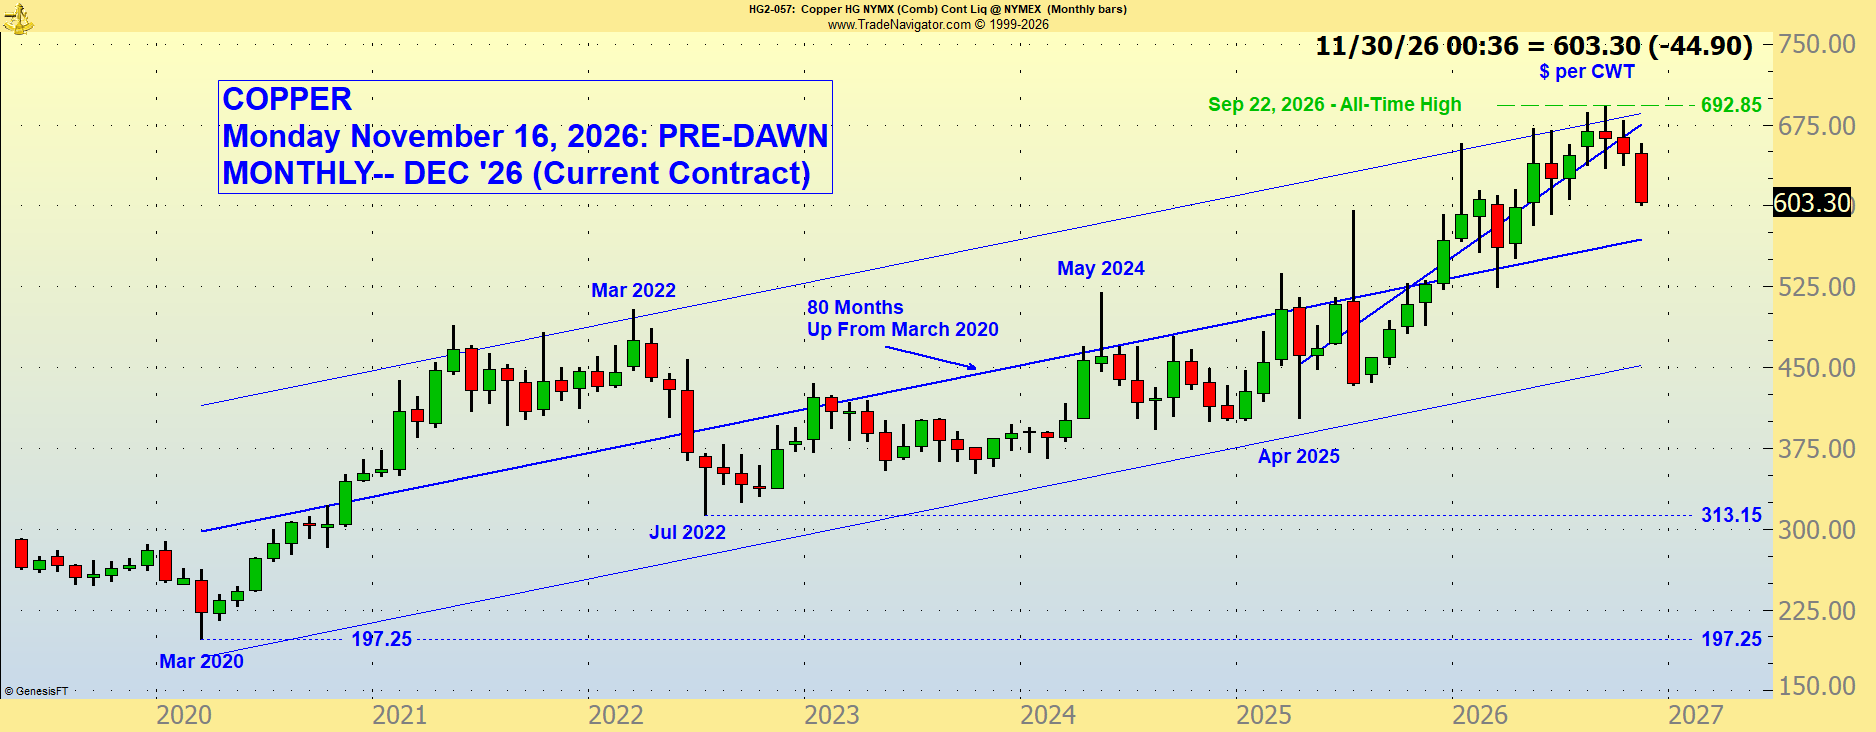 HG2-057: Copper HG NYMX (Comb) Cont Liq @ NYMEX (Monthly bars)
www.TradeNavigator.com © 1999-2026
11/30/26 00:36 = 603.30 (-44.90)
$ per CWT
COPPER
Monday November 16, 2026: PRE-DAWN
MONTHLY-- DEC '26 (Current Contract)
Sep 22, 2026 - All-Time High
692.85
Mar 2022
May 2024
80 Months
Up From March 2020
Apr 2025
Jul 2022
313.15
197.25
197.25
Mar 2020
750.00
675.00
603.30
525.00
450.00
375.00
300.00
225.00
150.00
© GenesisFT
2020
2021
2022
2023
2024
2025
2026
2027